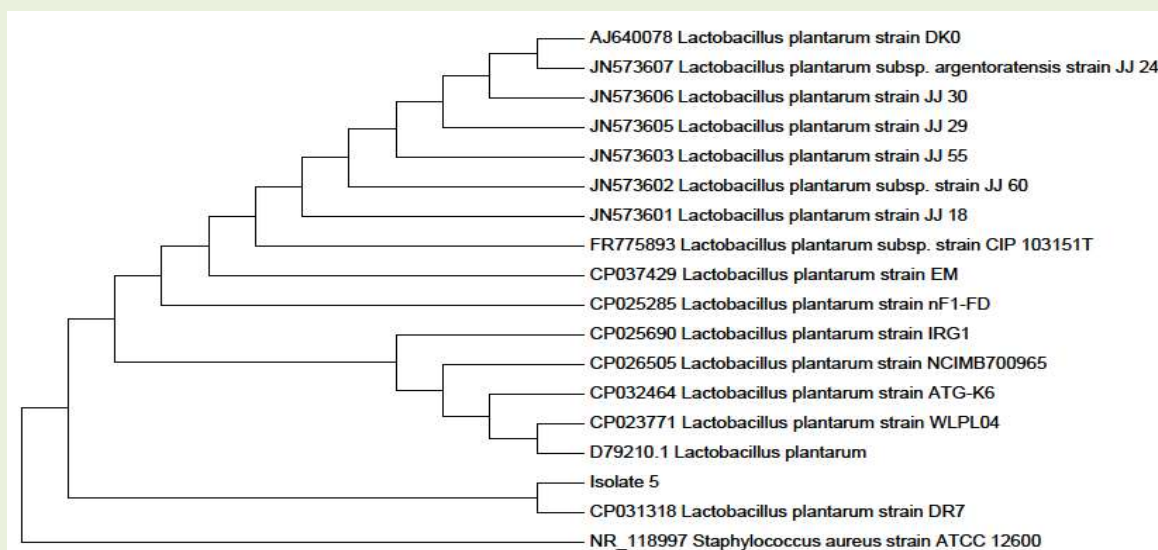 AJ640078 Lactobacillus plantarum strain DK0
JN573607 Lactobacillus plantarum subsp. argentoratensis strain JJ 24
JN573606 Lactobacillus plantarum strain JJ 30
JN573605 Lactobacillus plantarum strain JJ 29
JN573603 Lactobacillus plantarum strain JJ 55
JN573602 Lactobacillus plantarum subsp. strain JJ 60
JN573601 Lactobacillus plantarum strain JJ 18
FR775893 Lactobacillus plantarum subsp. strain CIP 103151T
CP037429 Lactobacillus plantarum strain EM
CP025285 Lactobacillus plantarum strain nF1-FD
CP025690 Lactobacillus plantarum strain IRG1
CP026505 Lactobacillus plantarum strain NCIMB700965
CP032464 Lactobacillus plantarum strain ATG-K6
CP023771 Lactobacillus plantarum strain WLPL04
D79210.1 Lactobacillus plantarum
Isolate 5
CP031318 Lactobacillus plantarum strain DR7
NR_118997 Staphylococcus aureus strain ATCC 12600